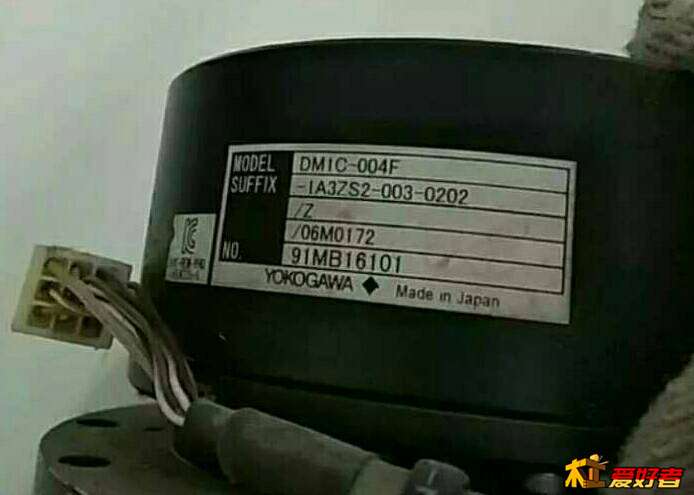 MODEL DM1C-004F
SUFFIX -1A3ZS2-003-0202
/Z
/06M0172
NO. 91MB16101
YOKOGAWA Made in Japan
爱好者